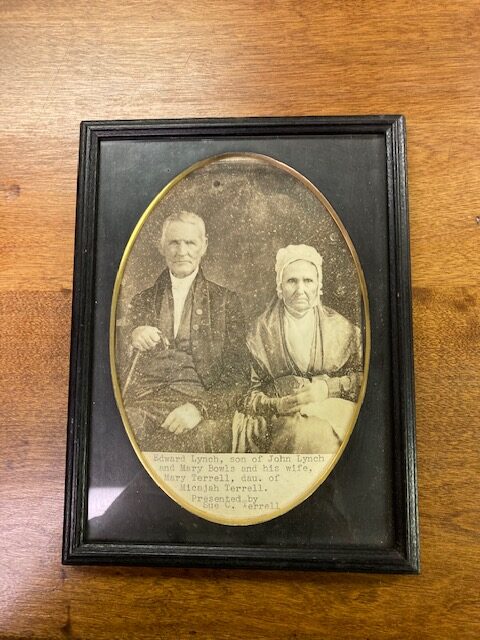 Edward Lynch, son of John Lynch
and Mary Bowls and his wife,
Mary Terrell, dau. of
Micajah Terrell.
Presented by
Sue C. Terrell